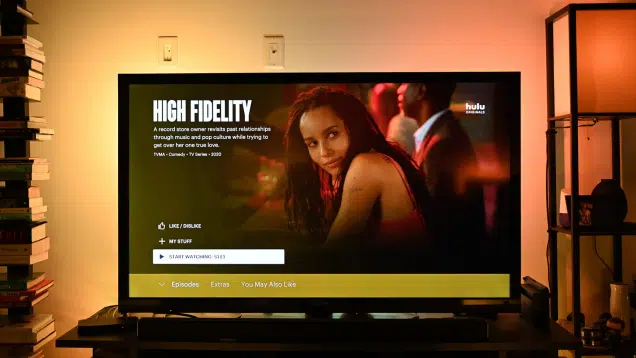 HIGH FIDELITY
hulu
ORIGINALS
A record store owner revisits past relationships
through music and pop culture while trying to
get over her one true love.
TVMA • Comedy • TV Series • 2020
LIKE / DISLIKE
MY STUFF
START WATCHING: S1E1
Episodes Extras You May Also Like